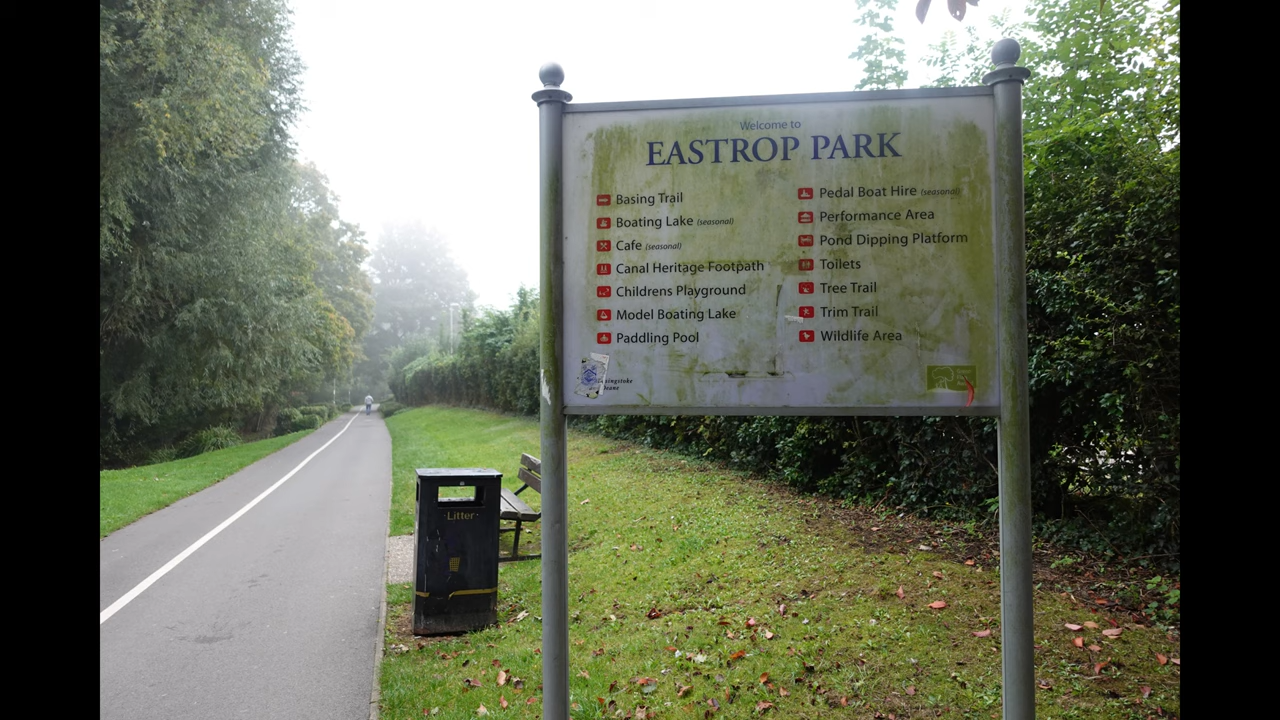 Welcome to
EASTROP PARK
Basing Trail
Boating Lake (seasonal)
Cafe (seasonal)
Canal Heritage Footpath
Childrens Playground
Model Boating Lake
Paddling Pool
Pedal Boat Hire (seasonal)
Performance Area
Pond Dipping Platform
Toilets
Tree Trail
Trim Trail
Wildlife Area
Litter